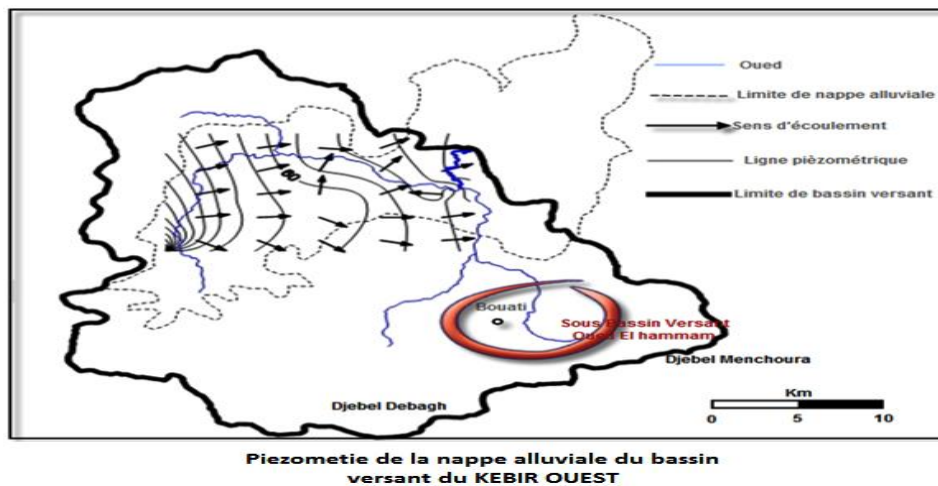 Oued
Limite de nappe alluviale
Sens d'écoulement
Ligne pièzométrique
Limite de bassin versant
60
Bouati
Sous Bassin Versant
Oued El hammam
Djebel Menchoura
Djebel Debagh
Km
0 5 10
Piezometie de la nappe alluviale du bassin
versant du KEBIR OUEST